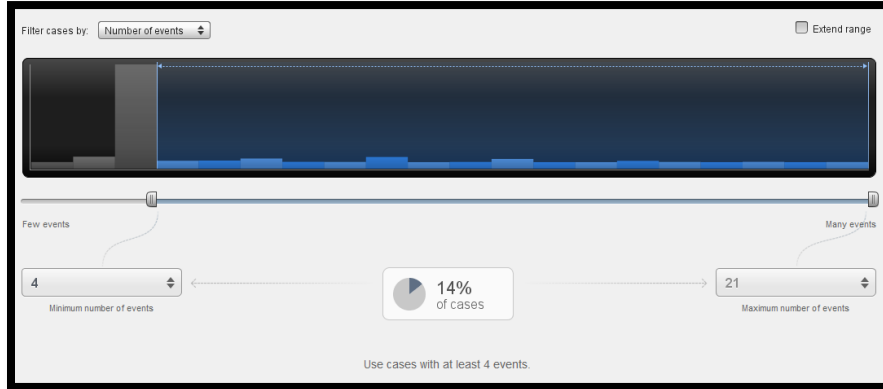 Filter cases by: Number of events
Extend range
Few events
Many events
4
14%
of cases
21
Minimum number of events
Maximum number of events
Use cases with at least 4 events.